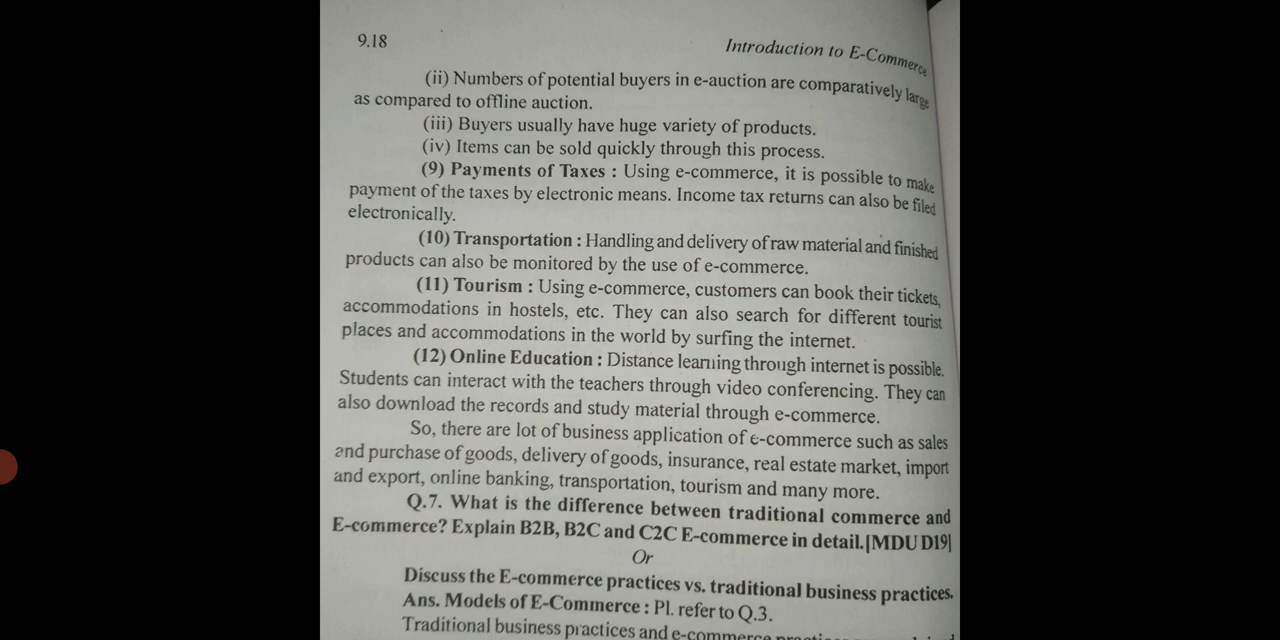 9.18
Introduction to E-Commerce
(ii) Numbers of potential buyers in e-auction are comparatively large
as compared to offline auction.
(iii) Buyers usually have huge variety of products.
(iv) Items can be sold quickly through this process.
(9) Payments of Taxes : Using e-commerce, it is possible to make
payment of the taxes by electronic means. Income tax returns can also be filed
electronically.
(10) Transportation : Handling and delivery of raw material and finished
products can also be monitored by the use of e-commerce.
(11) Tourism : Using e-commerce, customers can book their tickets,
accommodations in hostels, etc. They can also search for different tourist
places and accommodations in the world by surfing the internet.
(12) Online Education : Distance learning through internet is possible.
Students can interact with the teachers through video conferencing. They can
also download the records and study material through e-commerce.
So, there are lot of business application of e-commerce such as sales
and purchase of goods, delivery of goods, insurance, real estate market, import
and export, online banking, transportation, tourism and many more.
Q.7. What is the difference between traditional commerce and
E-commerce? Explain B2B, B2C and C2C E-commerce in detail.[MDU D19]
Or
Discuss the E-commerce practices vs. traditional business practices.
Ans. Models of E-Commerce : Pl. refer to Q.3.
Traditional business practices and e-commerce